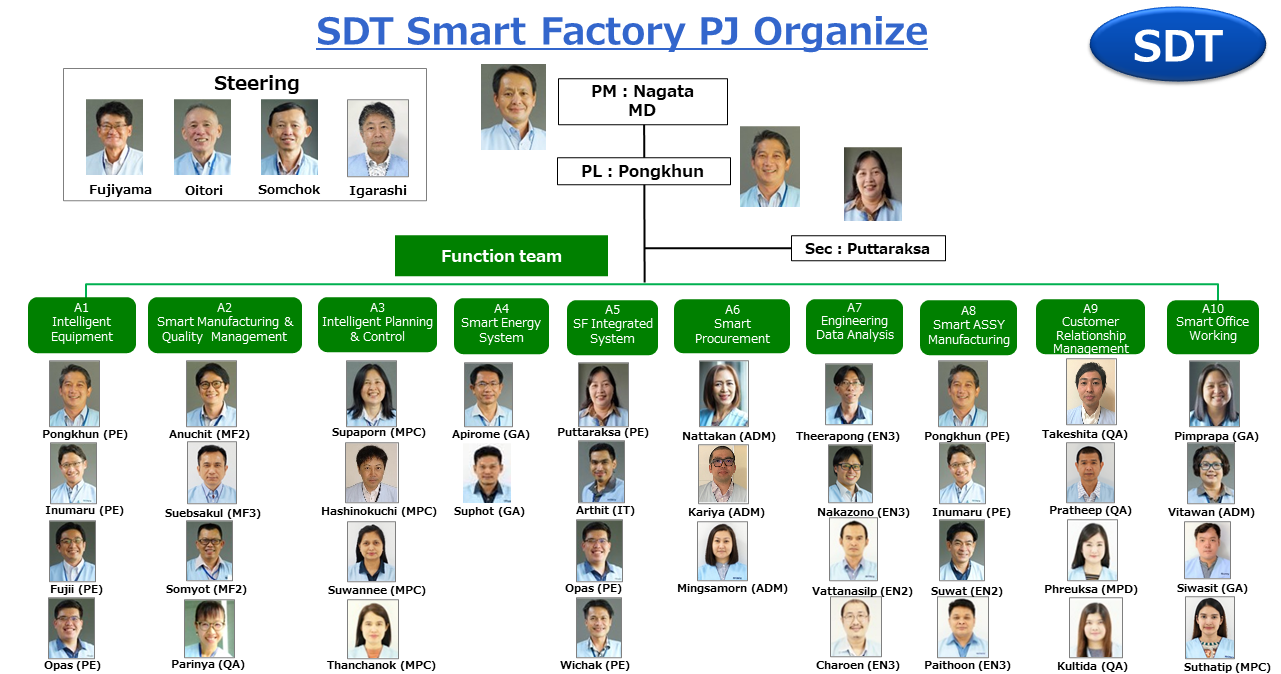 SDT Smart Factory PJ Organize
SDT
Steering
Fujiyama
Oitori
Somchok
Igarashi
PM : Nagata
MD
PL : Pongkhun
Sec : Puttaraksa
Function team
A1
Intelligent
Equipment
A2
Smart Manufacturing &
Quality Management
A3
Intelligent Planning
& Control
A4
Smart Energy
System
A5
SF Integrated
System
A6
Smart
Procurement
A7
Engineering
Data Analysis
A8
Smart ASSY
Manufacturing
A9
Customer
Relationship
Management
A10
Smart Office
Working
Pongkhun (PE)
Anuchit (MF2)
Supaporn (MPC)
Apirome (GA)
Puttaraksa (PE)
Nattakan (ADM)
Theerapong (EN3)
Pongkhun (PE)
Takeshita (QA)
Pimprapa (GA)
Inumaru (PE)
Suebsakul (MF3)
Hashinokuchi (MPC)
Suphot (GA)
Arthit (IT)
Kariya (ADM)
Nakazono (EN3)
Inumaru (PE)
Pratheep (QA)
Vitawan (ADM)
Fujii (PE)
Somyot (MF2)
Suwannee (MPC)
Opas (PE)
Mingsamorn (ADM)
Vattanasilp (EN2)
Suwat (EN2)
Phreuksa (MPD)
Siwasit (GA)
Opas (PE)
Parinya (QA)
Thanchanok (MPC)
Wichak (PE)
Charoen (EN3)
Paithoon (EN3)
Kultida (QA)
Suthatip (MPC)